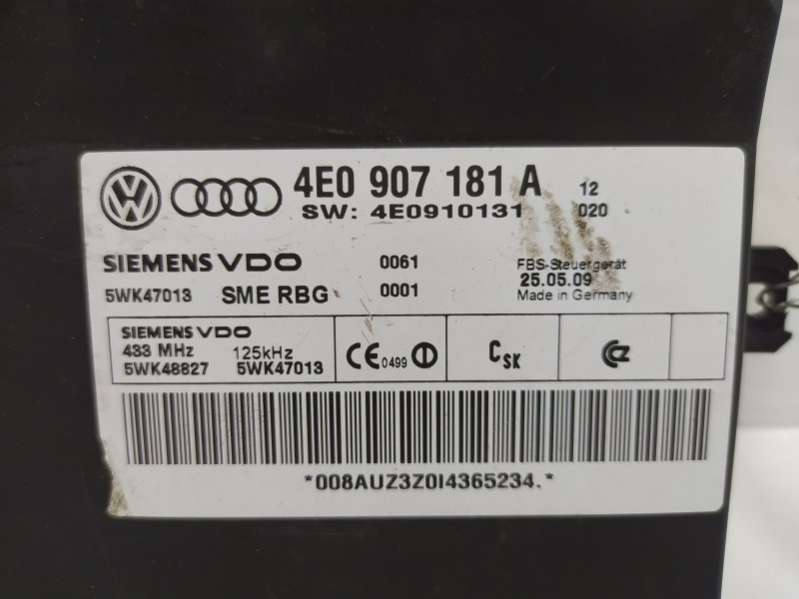 4E0 907 181 A 12
SW: 4E0910131 020
SIEMENS VDO 0061 FBS-Steuergerät
25.05.09
5WK47013 SME RBG 0001 Made in Germany
SIEMENS VDO
433 MHz 125kHz
5WK48827 5WK47013
CE 0499
CSK
CZ
*008AUZ3Z0I4365234.*